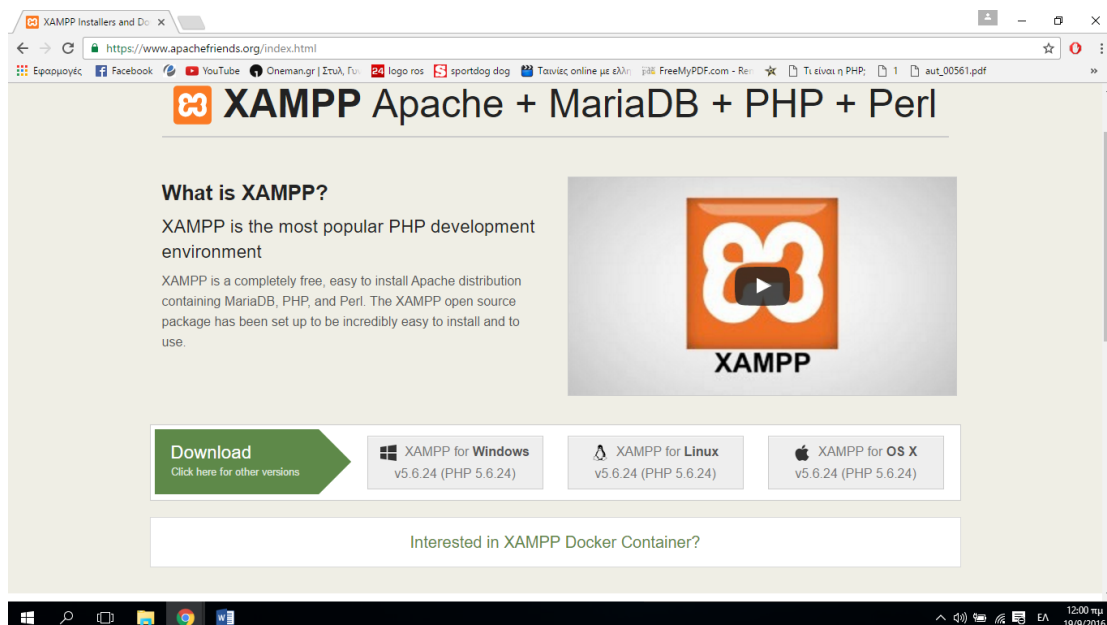 XAMPP Installers and Do
https://www.apachefriends.org/index.html
Εφαρμογές Facebook YouTube Oneman.gr | Στυλ, Γυν 24 logo ros sportdog dog Ταινίες online με ελλη FreeMyPDF.com - Re Τι είναι η PHP; 1 aut_00561.pdf »
XAMPP Apache + MariaDB + PHP + Perl
What is XAMPP?
XAMPP is the most popular PHP development
environment
XAMPP is a completely free, easy to install Apache distribution
containing MariaDB, PHP, and Perl. The XAMPP open source
package has been set up to be incredibly easy to install and to
use.
XAMPP
Download
Click here for other versions
XAMPP for Windows
v5.6.24 (PHP 5.6.24)
XAMPP for Linux
v5.6.24 (PHP 5.6.24)
XAMPP for OS X
v5.6.24 (PHP 5.6.24)
Interested in XAMPP Docker Container?
ΕΛ
12:00 πμ
19/9/2016